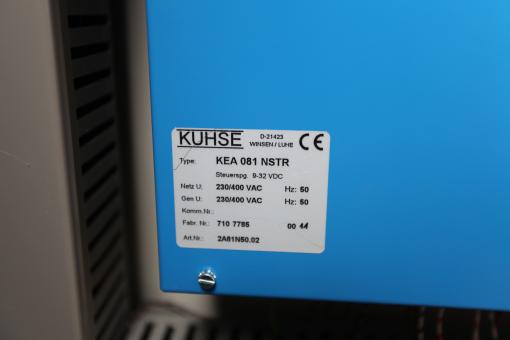 KUHSE
D-21423
WINSEN / LUHE
CE
Type: KEA 081 NSTR
Steuerspg. 9-32 VDC
Netz U: 230/400 VAC Hz: 50
Gen U: 230/400 VAC Hz: 50
Komm.Nr.:
Fabr. Nr.: 710 7785 00 44
Art.Nr.: 2A81N50.02